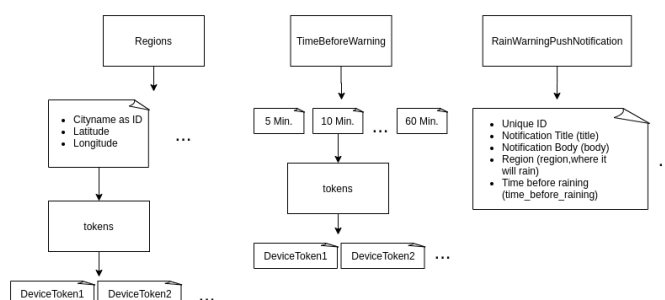 Regions
TimeBeforeWarning
RainWarningPushNotification
Cityname as ID
Latitude
Longitude
...
5 Min.
10 Min.
...
60 Min.
Unique ID
Notification Title (title)
Notification Body (body)
Region (region,where it
will rain)
Time before raining
(time_before_raining)
tokens
tokens
DeviceToken1
DeviceToken2
...
DeviceToken1
DeviceToken2
...